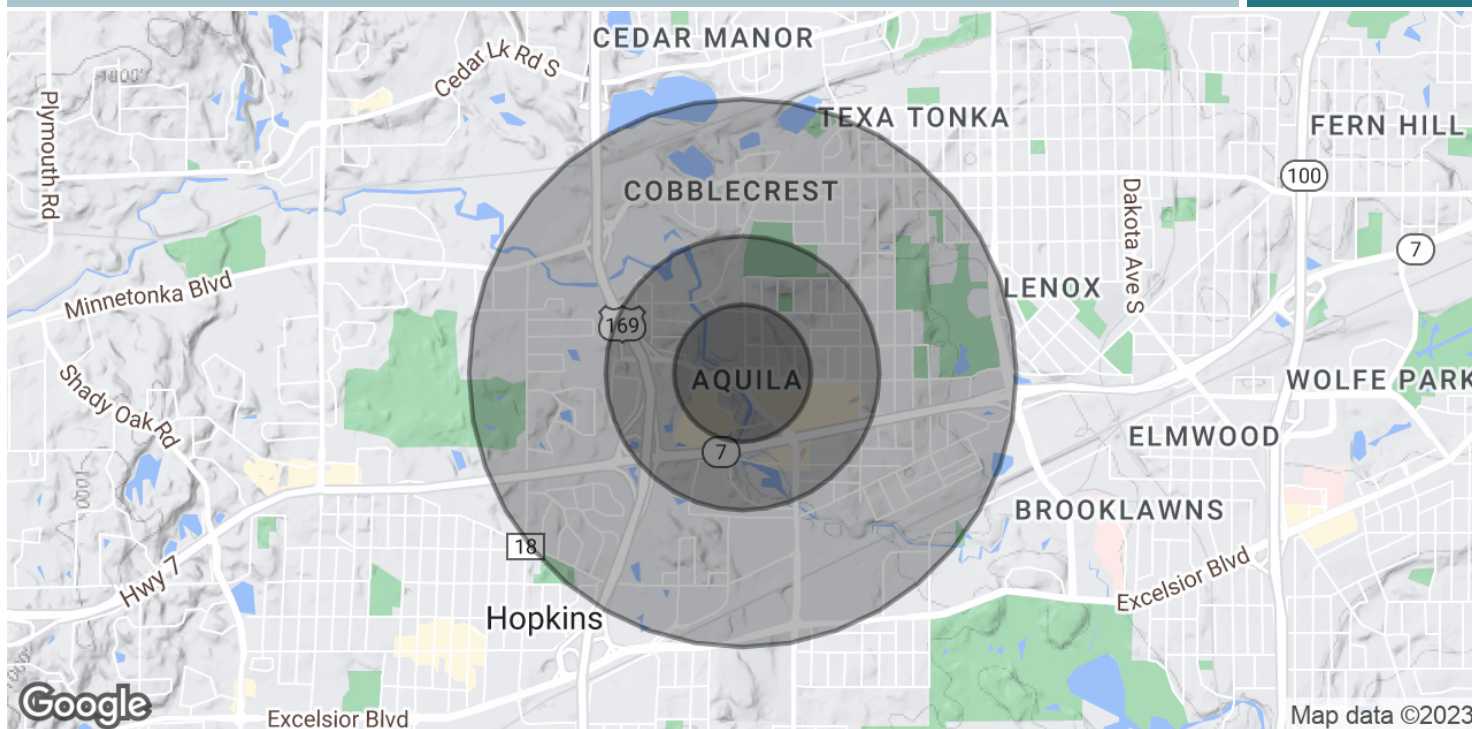 CEDAR MANOR
Cedar Lk Rd S
Plymouth Rd
TEXA TONKA
FERN HILL
100
COBBLECREST
Dakota Ave S
7
Minnetonka Blvd
LENOX
169
AQUILA
WOLFE PARK
Shady Oak Rd
ELMWOOD
7
1000
BROOKLAWNS
18
Hwy 7
Excelsior Blvd
Hopkins
Google
Excelsior Blvd
Map data ©2023